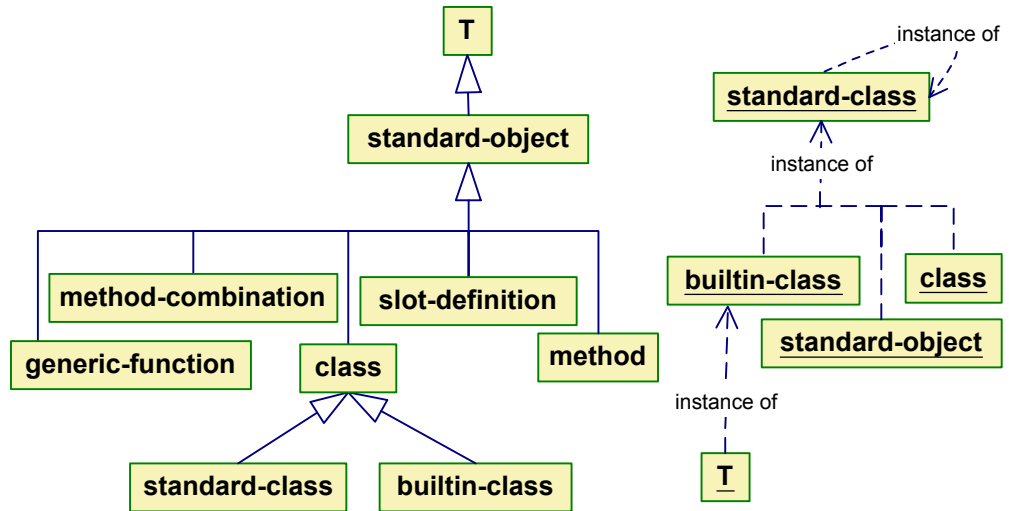 T
standard-object
method-combination
slot-definition
generic-function
class
method
standard-class
builtin-class
instance of
standard-class
instance of
builtin-class
class
standard-object
instance of
T